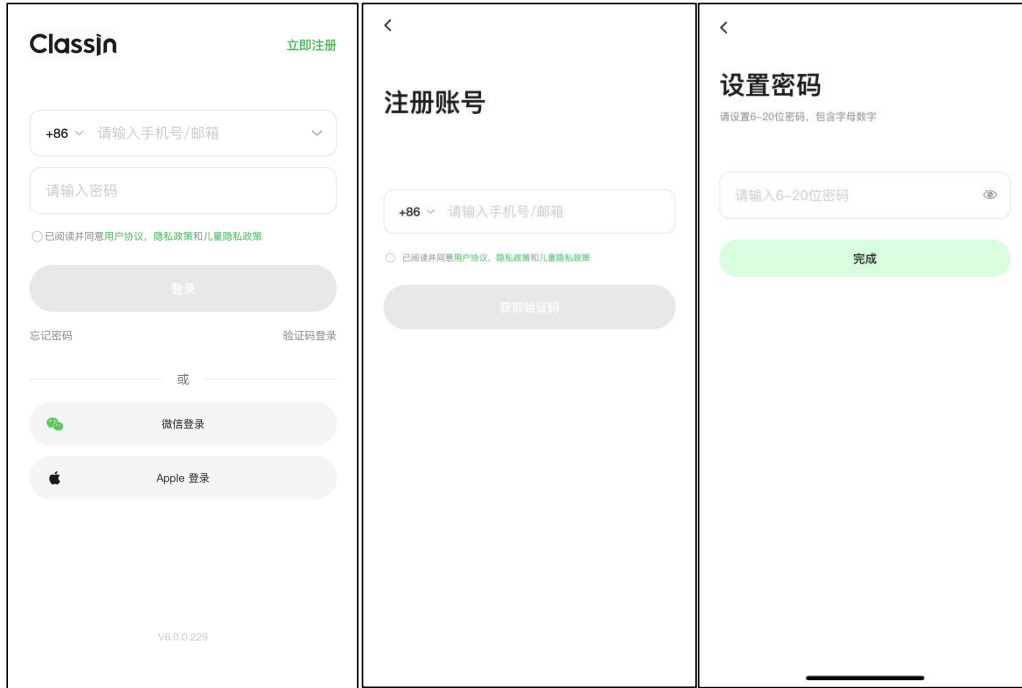 ClassIn
立即注册
+86 请输入手机号/邮箱
请输入密码
已阅读并同意用户协议，隐私政策和儿童隐私政策
登录
忘记密码 验证码登录
或
微信登录
Apple 登录
V6.0.0.229
注册账号
+86 请输入手机号/邮箱
已阅读并同意用户协议，隐私政策和儿童隐私政策
获取验证码
设置密码
请设置6-20位密码，包含字母数字
请输入6-20位密码
完成